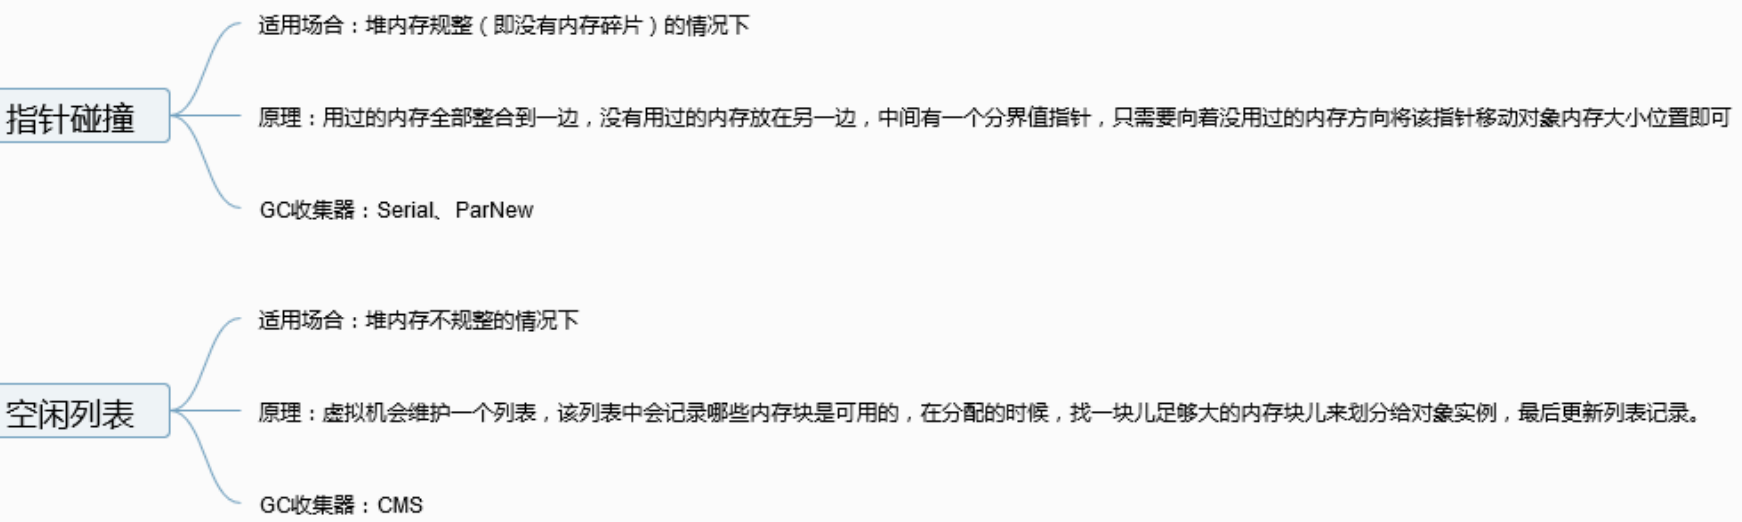 适用场合：堆内存规整（即没有内存碎片）的情况下
指针碰撞
原理：用过的内存全部整合到一边，没有用过的内存放在另一边，中间有一个分界值指针，只需要向着没用过的内存方向将该指针移动对象内存大小位置即可
GC收集器：Serial、ParNew
适用场合：堆内存不规整的情况下
空闲列表
原理：虚拟机会维护一个列表，该列表中会记录哪些内存块是可用的，在分配的时候，找一块儿足够大的内存块儿来划分给对象实例，最后更新列表记录。
GC收集器：CMS